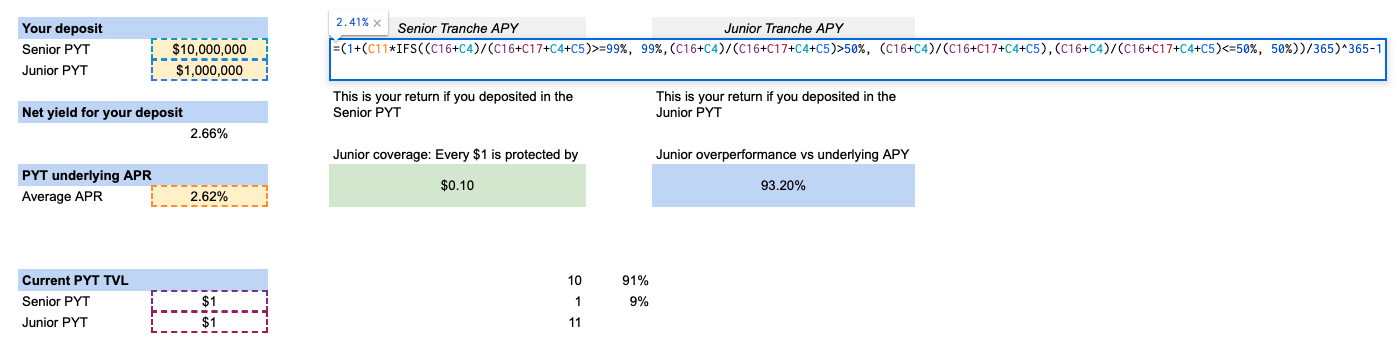 2.41% ×
Your deposit Senior Tranche APY Junior Tranche APY
Senior PYT $10,000,000 =(1+(C11*IFS((C16+C4)/(C16+C17+C4+C5)>=99%, 99%,(C16+C4)/(C16+C17+C4+C5)>50%, (C16+C4)/(C16+C17+C4+C5),(C16+C4)/(C16+C17+C4+C5)<=50%, 50%))/365)^365-1
Junior PYT $1,000,000
This is your return if you deposited in the This is your return if you deposited in the
Net yield for your deposit Senior PYT Junior PYT
2.66%
Junior coverage: Every $1 is protected by Junior overperformance vs underlying APY
PYT underlying APR $0.10 93.20%
Average APR 2.62%
Current PYT TVL 10 91%
Senior PYT $1 1 9%
Junior PYT $1 11